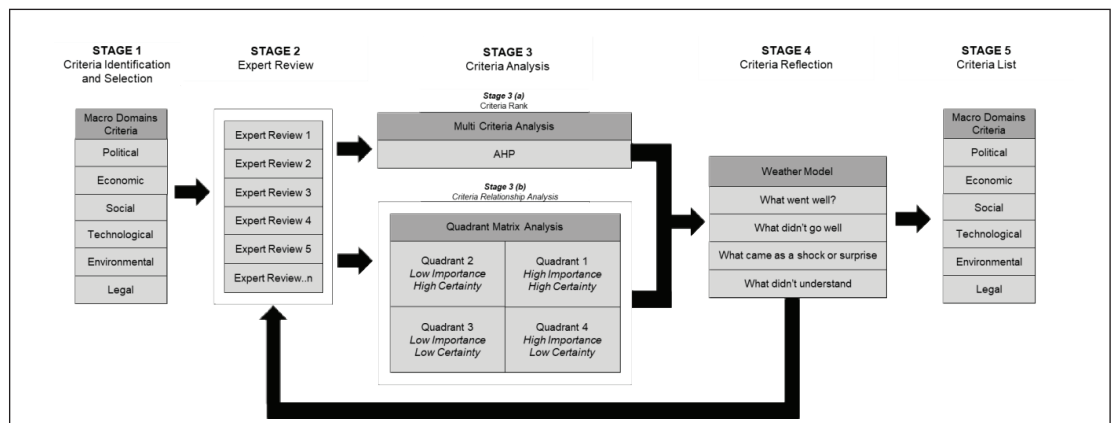 STAGE 1
Criteria Identification
and Selection
Macro Domains
Criteria
Political
Economic
Social
Technological
Environmental
Legal
STAGE 2
Expert Review
Expert Review 1
Expert Review 2
Expert Review 3
Expert Review 4
Expert Review 5
Expert Review..n
STAGE 3
Criteria Analysis
Stage 3 (a)
Criteria Rank
Multi Criteria Analysis
AHP
Stage 3 (b)
Criteria Relationship Analysis
Quadrant Matrix Analysis
Quadrant 2
Low Importance
High Certainty
Quadrant 1
High Importance
High Certainty
Quadrant 3
Low Importance
Low Certainty
Quadrant 4
High Importance
Low Certainty
STAGE 4
Criteria Reflection
Weather Model
What went well?
What didn't go well
What came as a shock or surprise
What didn't understand
STAGE 5
Criteria List
Macro Domains
Criteria
Political
Economic
Social
Technological
Environmental
Legal